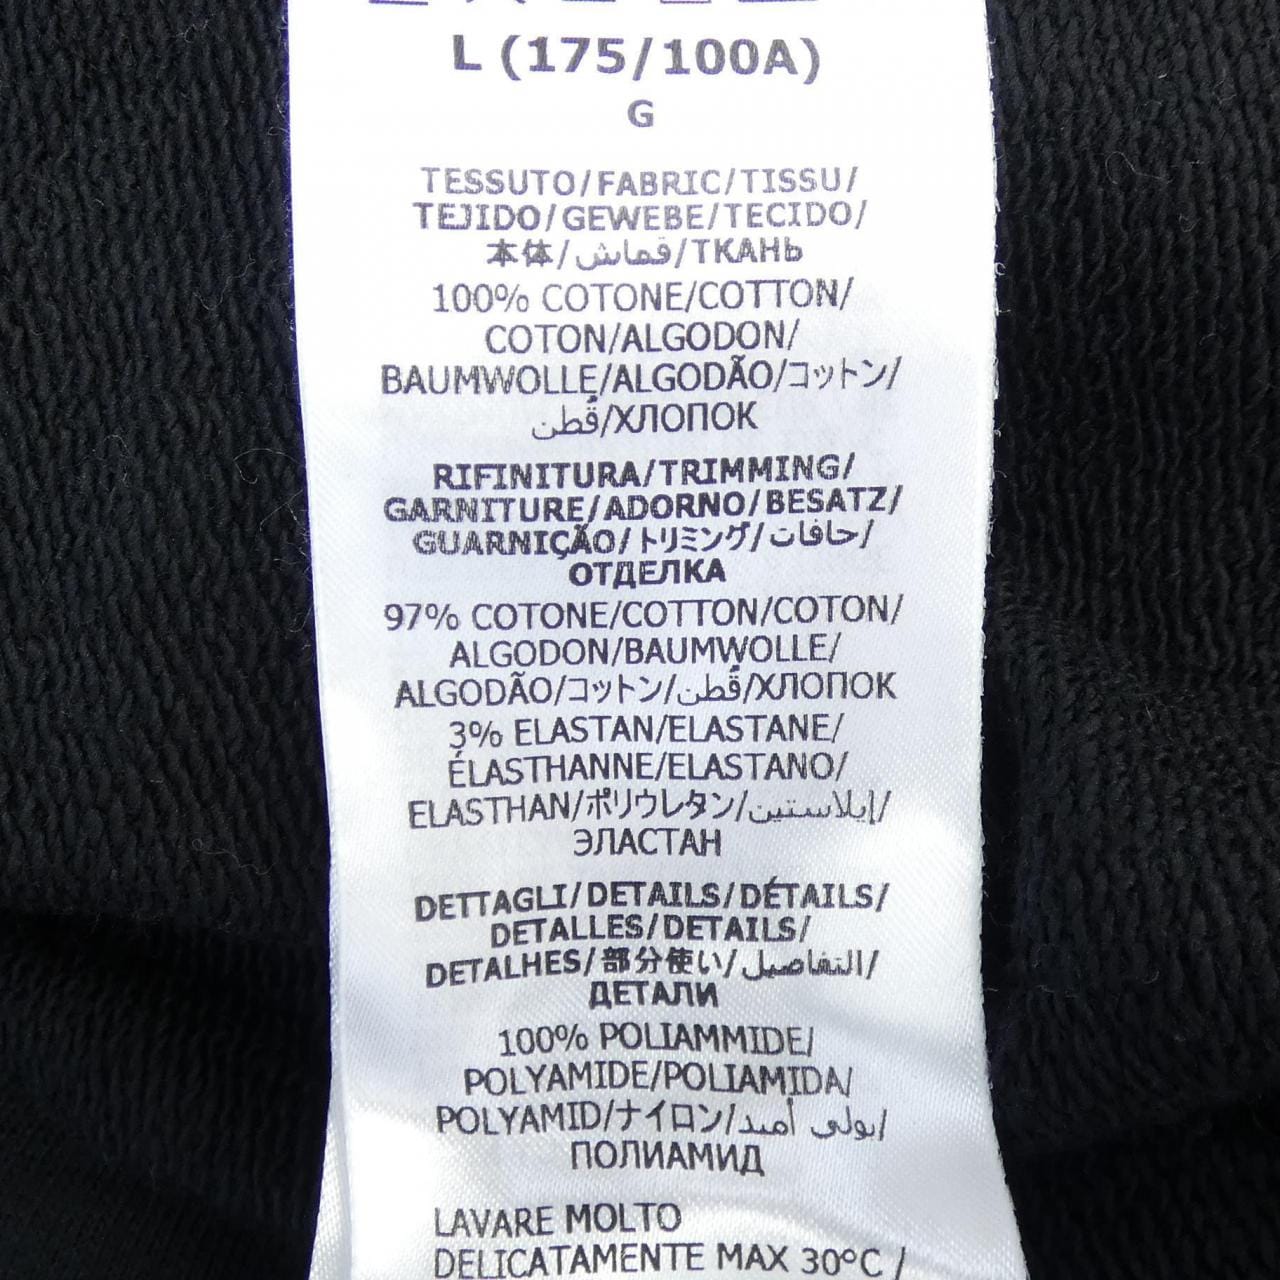 L (175/100A)
G
TESSUTO/FABRIC/TISSU/
TEJIDO/GEWEBE/TECIDO/
本体/قماش/ТКАНЬ
100% COTONE/COTTON/
COTON/ALGODON/
BAUMWOLLE/ALGODÃO/コットン/
قُطن/ХЛОПОК
RIFINITURA/TRIMMING/
GARNITURE/ADORNO/BESATZ/
GUARNIÇÃO/トリミング/حافات/
ОТДЕЛКА
97% COTONE/COTTON/COTON/
ALGODON/BAUMWOLLE/
ALGODÃO/コットン/قُطن/ХЛОПОК
3% ELASTAN/ELASTANE/
ÉLASTHANNE/ELASTANO/
ELASTHAN/ポリウレタン/إيلاستين/
ЭЛАСТАН
DETTAGLI/DETAILS/DÉTAILS/
DETALLES/DETAILS/
DETALHES/部分使い/التفاصيل/
ДЕТАЛИ
100% POLIAMMIDE/
POLYAMIDE/POLIAMIDA/
POLYAMID/ナイロン/بولي أميد/
ПОЛИАМИД
LAVARE MOLTO
DELICATAMENTE MAX 30°C /